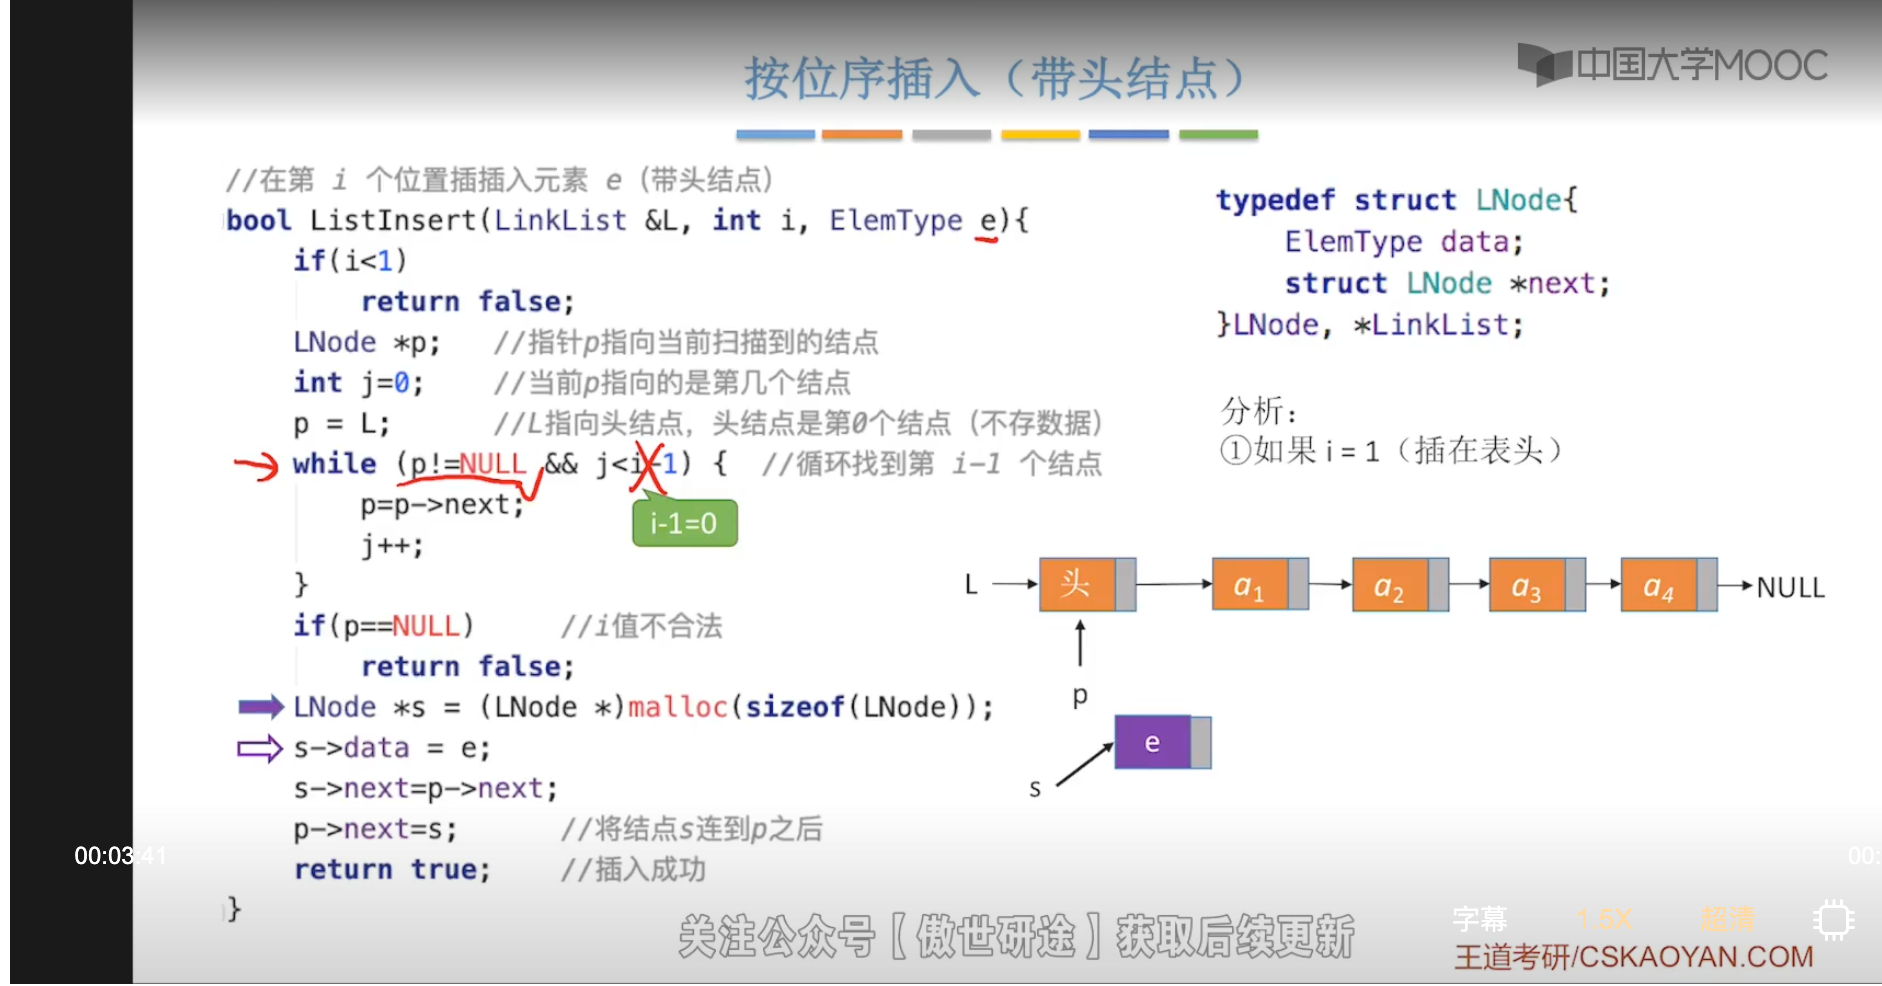 中国大学MOOC
按位序插入（带头结点）
//在第 i 个位置插插入元素 e（带头结点）
bool ListInsert(LinkList &L, int i, ElemType e){
if(i<1)
return false;
LNode *p; //指针p指向当前扫描到的结点
int j=0; //当前p指向的是第几个结点
p = L; //L指向头结点，头结点是第0个结点（不存数据）
while (p!=NULL && j<i-1) { //循环找到第 i-1 个结点
p=p->next;
j++;
}
i-1=0
if(p==NULL) //i值不合法
return false;
LNode *s = (LNode *)malloc(sizeof(LNode));
s->data = e;
s->next=p->next;
p->next=s; //将结点s连到p之后
return true; //插入成功
}
typedef struct LNode{
ElemType data;
struct LNode *next;
}LNode, *LinkList;
分析：
①如果 i = 1（插在表头）
L 头 a1 a2 a3 a4 NULL
p
e
s
00:03:41
00:
字幕 1.5X 超清
关注公众号【傲世研途】获取后续更新
王道考研/CSKAOYAN.COM